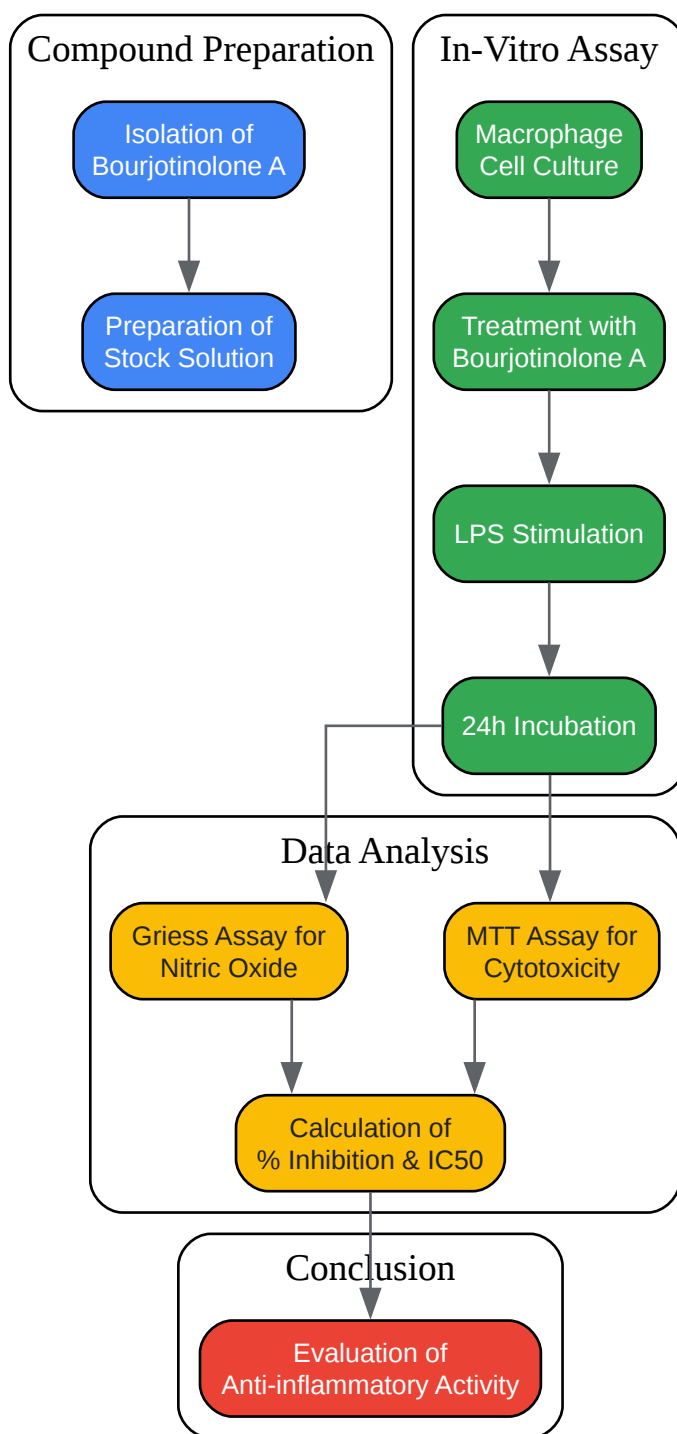 Compound Preparation
Isolation of
Bourjotinolone A
Preparation of
Stock Solution
In-Vitro Assay
Macrophage
Cell Culture
Treatment with
Bourjotinolone A
LPS Stimulation
24h Incubation
Data Analysis
Griess Assay for
Nitric Oxide
MTT Assay for
Cytotoxicity
Calculation of
% Inhibition & IC50
Conclusion
Evaluation of
Anti-inflammatory Activity